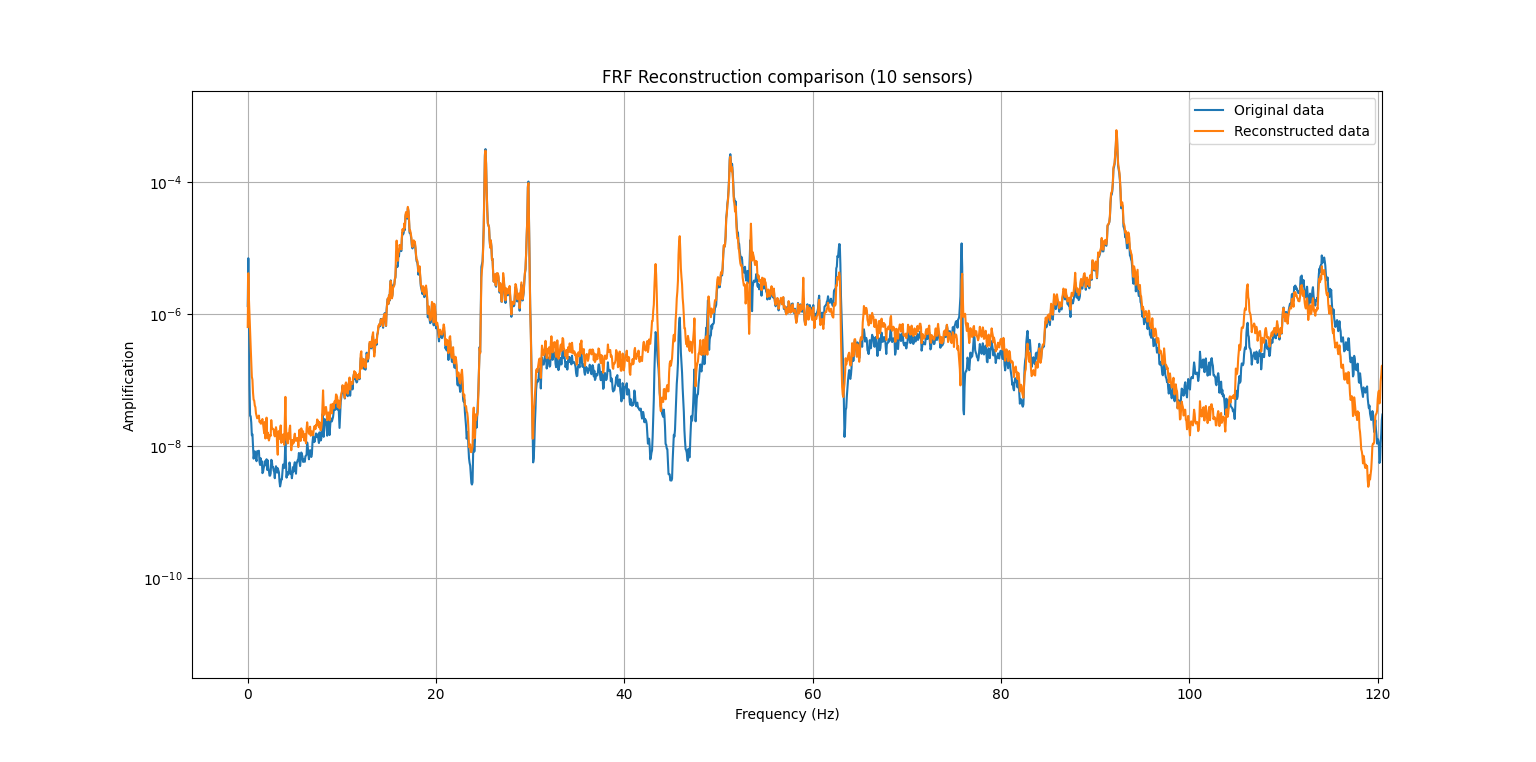 FRF Reconstruction comparison (10 sensors)
Original data
Reconstructed data
Amplification
10⁻⁴
10⁻⁶
10⁻⁸
10⁻¹⁰
0 20 40 60 80 100 120
Frequency (Hz)